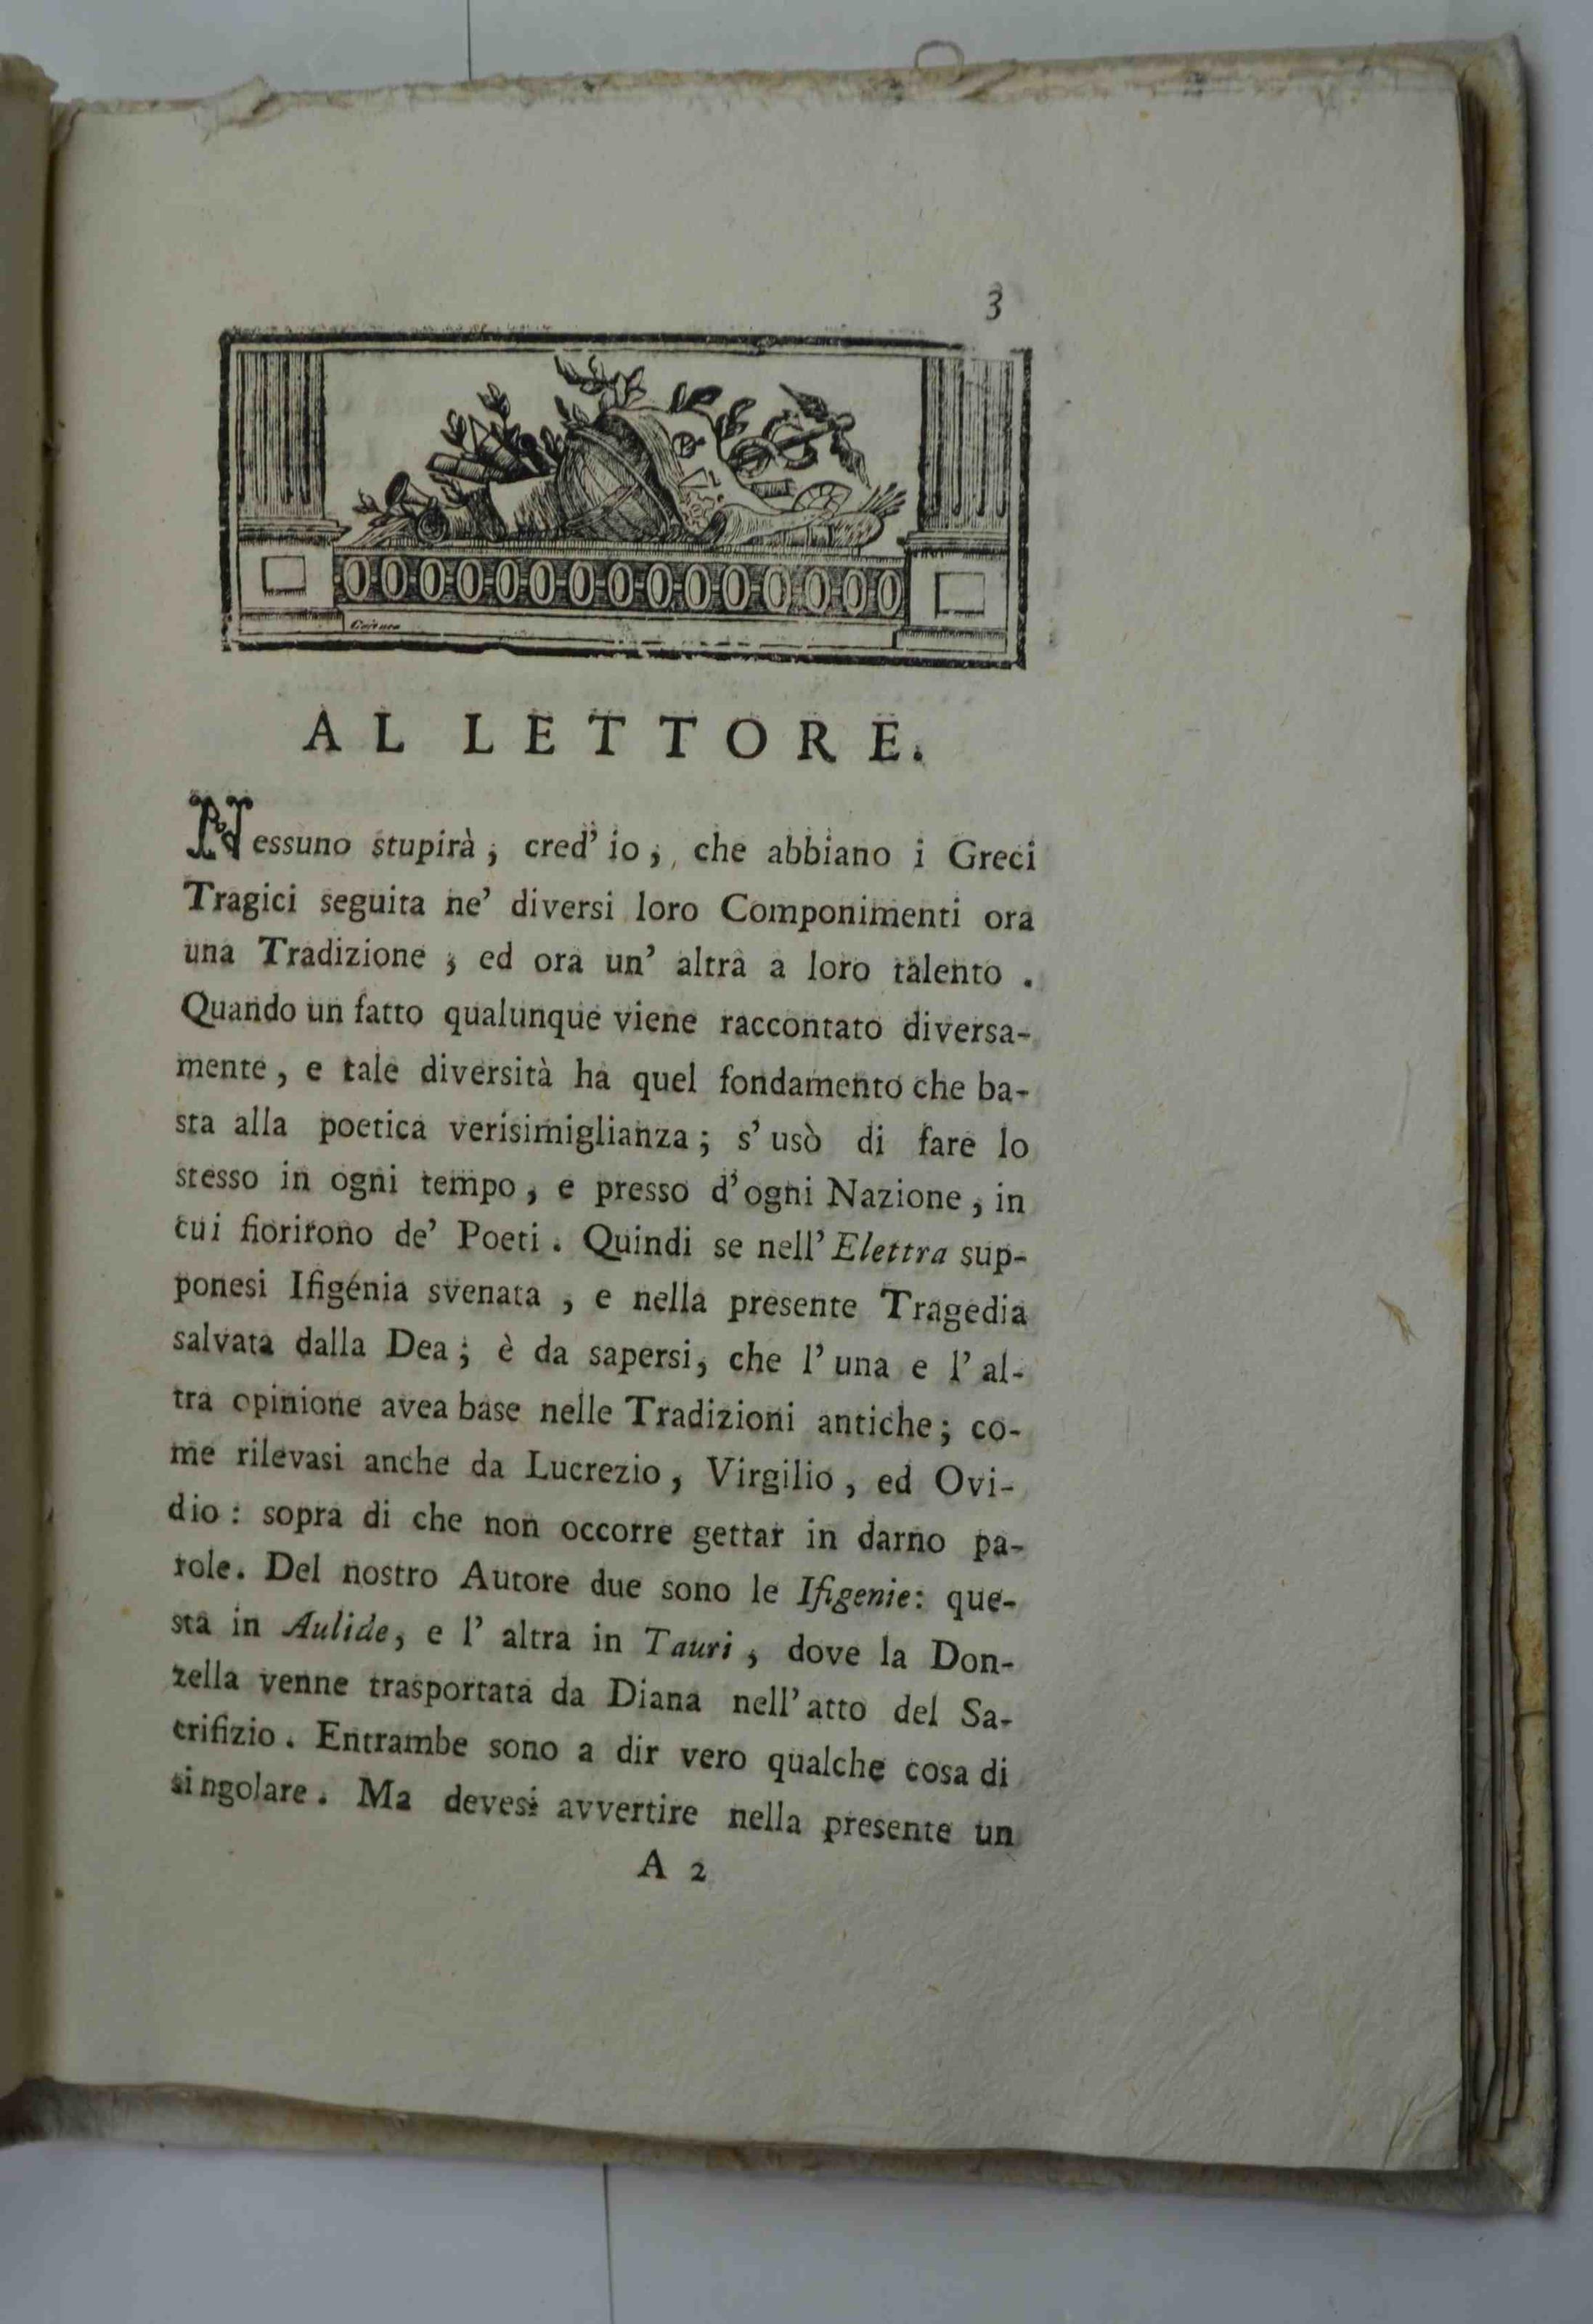 3
AL LETTORE.
Nessuno stupirà, cred' io, che abbiano i Greci
Tragici seguita ne' diversi loro Componimenti ora
una Tradizione, ed ora un' altra a loro talento.
Quando un fatto qualunque viene raccontato diversa-
mente, e tale diversità ha quel fondamento che ba-
sta alla poetica verisimiglianza; s' usò di fare lo
stesso in ogni tempo, e presso d'ogni Nazione, in
cui fiorirono de' Poeti. Quindi se nell' Elettra sup-
ponesi Ifigénia svenata, e nella presente Tragedia
salvata dalla Dea; è da sapersi, che l' una e l' al-
tra opinione avea base nelle Tradizioni antiche; co-
me rilevasi anche da Lucrezio, Virgilio, ed Ovi-
dio: sopra di che non occorre gettar in darno pa-
role. Del nostro Autore due sono le Ifigenie: que-
sta in Aulide, e l' altra in Tauri, dove la Don-
zella venne trasportata da Diana nell' atto del Sa-
crifizio. Entrambe sono a dir vero qualche cosa di
singolare. Ma devesi avvertire nella presente un
A 2